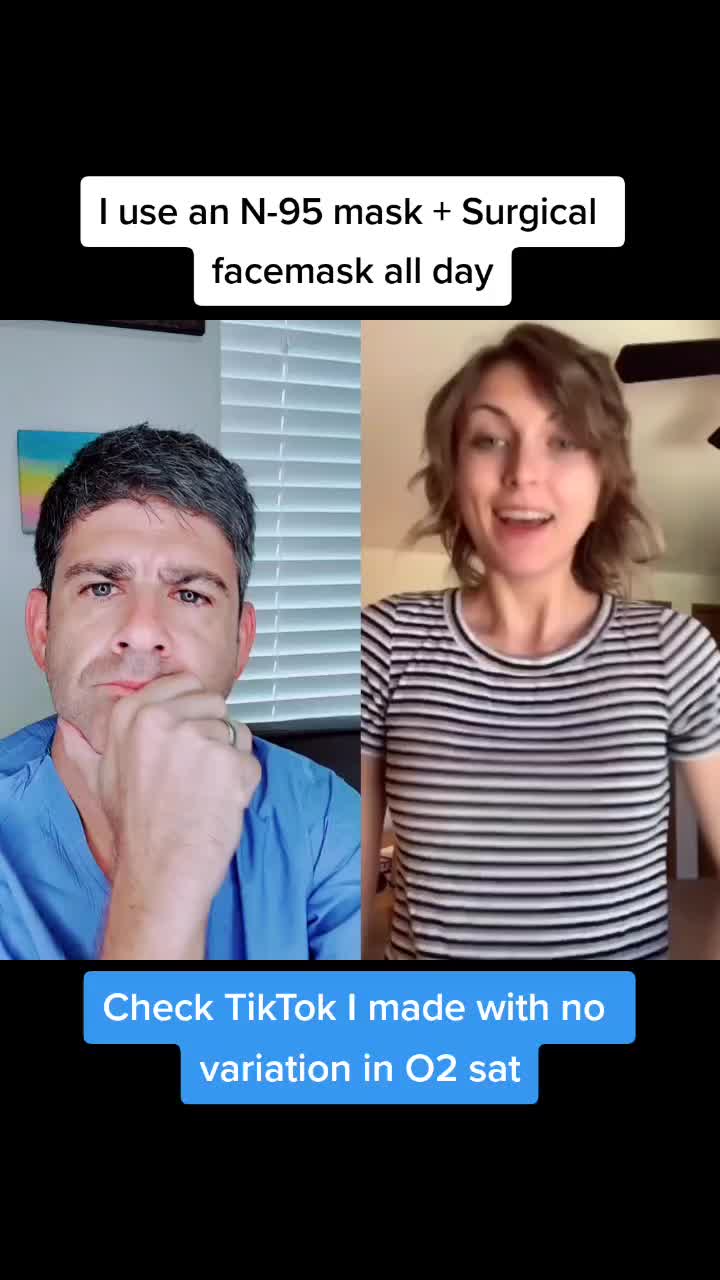 I use an N-95 mask + Surgical
facemask all day
Check TikTok I made with no
variation in O2 sat